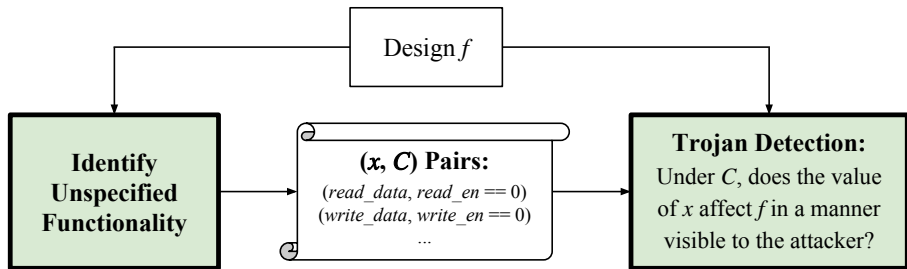 Design f
Identify
Unspecified
Functionality
(x, C) Pairs:
(read_data, read_en == 0)
(write_data, write_en == 0)
...
Trojan Detection:
Under C, does the value
of x affect f in a manner
visible to the attacker?